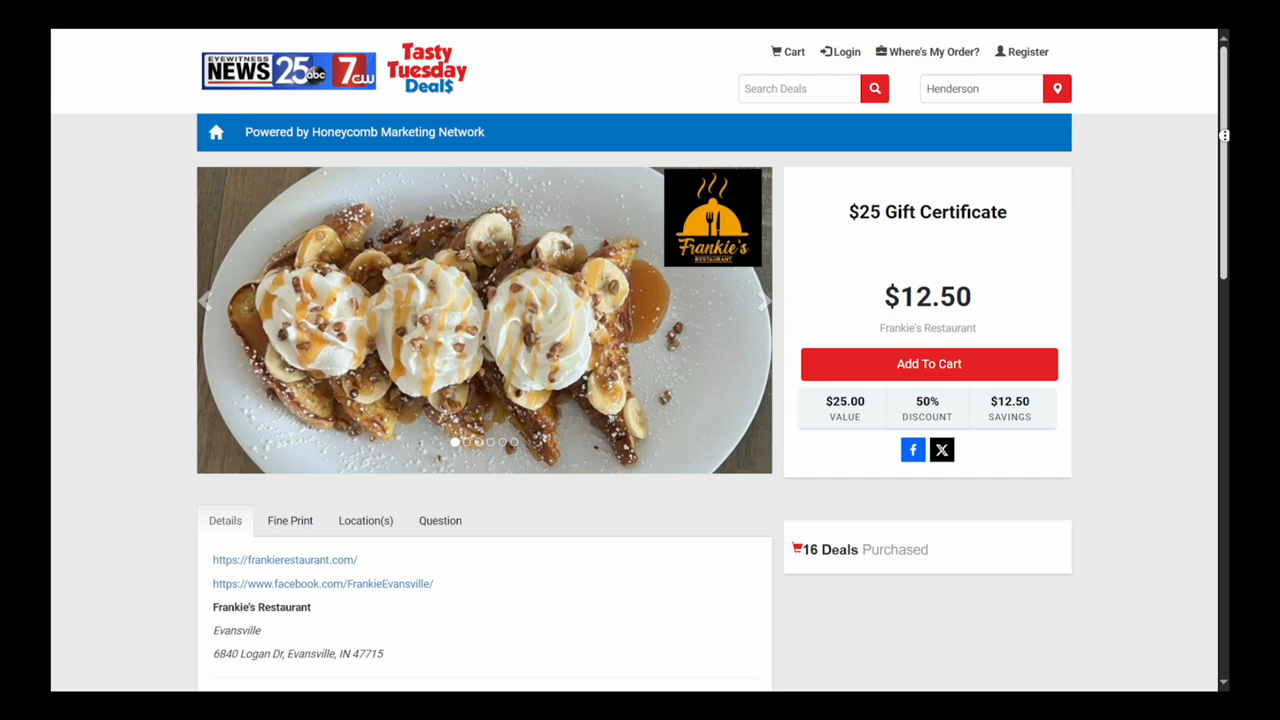 EYEWITNESS
NEWS 25 abc 7 CW
Tasty
Tuesday
Deal$
Cart
Login
Where's My Order?
Register
Search Deals
Henderson
Powered by Honeycomb Marketing Network
Frankie's
RESTAURANT
$25 Gift Certificate
$12.50
Frankie's Restaurant
Add To Cart
$25.00 50% $12.50
VALUE DISCOUNT SAVINGS
f X
Details Fine Print Location(s) Question
16 Deals Purchased
https://frankierestaurant.com/
https://www.facebook.com/FrankieEvansville/
Frankie's Restaurant
Evansville
6840 Logan Dr, Evansville, IN 47715